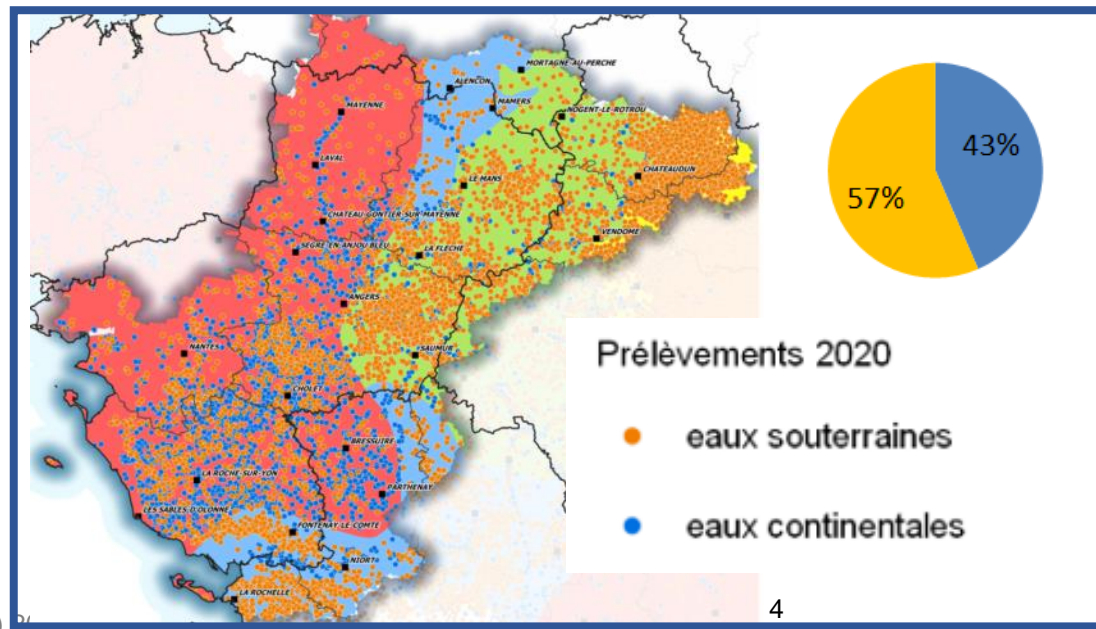 MORTAGNE-AU-PERCHE
ALENCON
MAMERS
MAYENNE
NOGENT-LE-ROTROU
LAVAL
LE MANS
CHATEAUDUN
CHATEAU-GONTIER-SUR-MAYENNE
VENDOME
SEGRE-EN-ANJOU BLEU
LA FLECHE
ANGERS
NANTES
SAUMUR
CHOLET
BRESSUIRE
LA ROCHE-SUR-YON
PARTHENAY
LES SABLES-D'OLONNE
FONTENAY-LE-COMTE
NIORT
LA ROCHELLE
43%
57%
Prélèvements 2020
eaux souterraines
eaux continentales
4